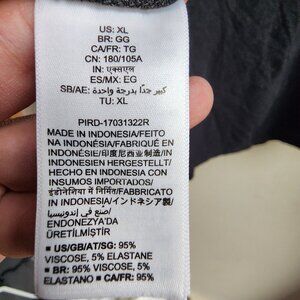 US: XL
BR: GG
CA/FR: TG
CN: 180/105A
IN: एक्सएल
ES/MX: EG
SB/AE: كبير جدًا بدرجة واحدة
TU: XL
PIRD-17031322R
MADE IN INDONESIA/FEITO
NA INDONÉSIA/FABRIQUÉ EN
INDONÉSIE/印度尼西亚制造/IN
INDONESIEN HERGESTELLT/
HECHO EN INDONESIA CON
INSUMOS IMPORTADOS/
इंडोनेशिया में निर्मित/FABBRICATO
IN INDONESIA/インドネシア製/
صنع في إندونيسيا/
ENDONEZYA'DA
ÜRETİLMİŞTİR
US/GB/AT/SG: 95%
VISCOSE, 5% ELASTANE
BR: 95% VISCOSE, 5%
ELASTANO CA/FR: 95%